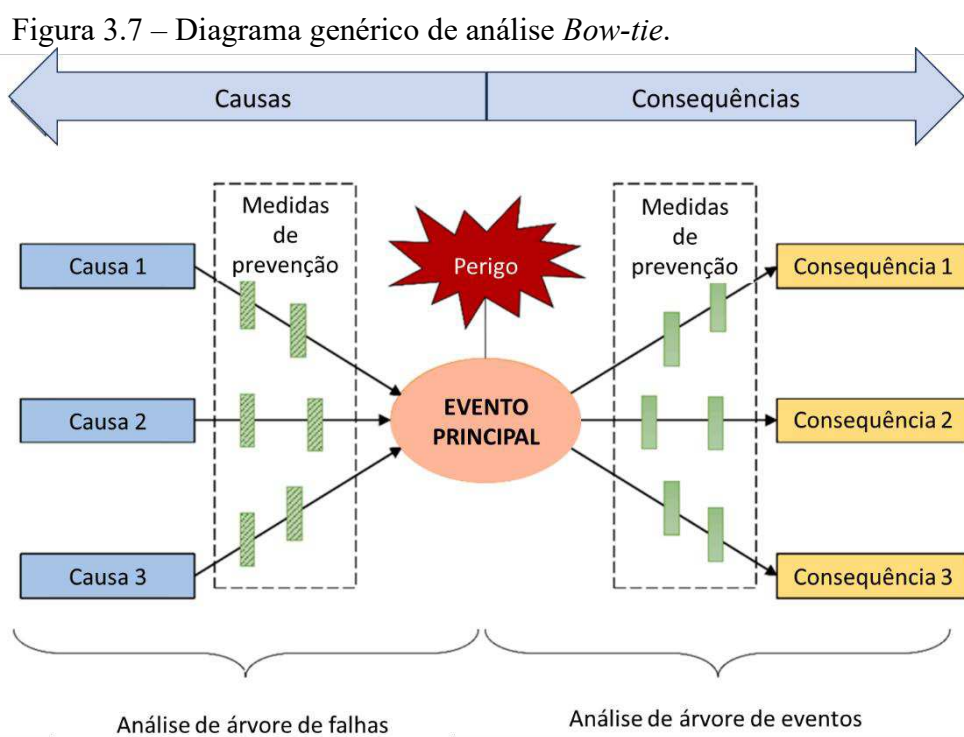 Figura 3.7 – Diagrama genérico de análise Bow-tie.
Causas
Consequências
Medidas
de
prevenção
Perigo
Medidas
de
prevenção
Causa 1
Consequência 1
Causa 2
EVENTO
PRINCIPAL
Consequência 2
Causa 3
Consequência 3
Análise de árvore de falhas
Análise de árvore de eventos